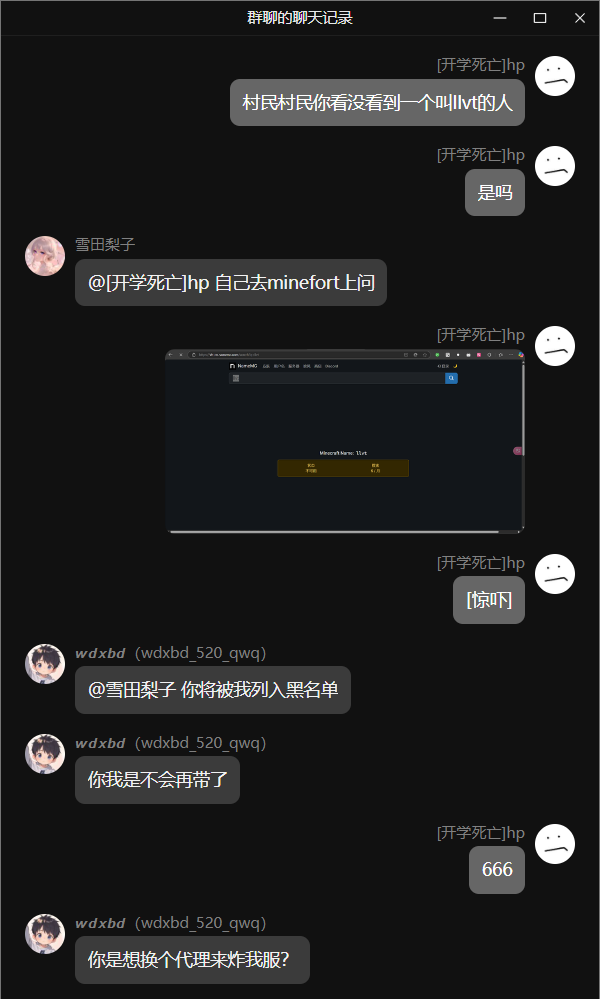 群聊的聊天记录
[开学死亡]hp
村民村民你看没看到一个叫llvt的人
[开学死亡]hp
是吗
雪田梨子
@[开学死亡]hp 自己去minefort上问
[开学死亡]hp
NameMC
Discord
Minecraft Name: llvt
[开学死亡]hp
[惊吓]
wdxbd（wdxbd_520_qwq）
@雪田梨子 你将被我列入黑名单
wdxbd（wdxbd_520_qwq）
你我是不会再带了
[开学死亡]hp
666
wdxbd（wdxbd_520_qwq）
你是想换个代理来炸我服?